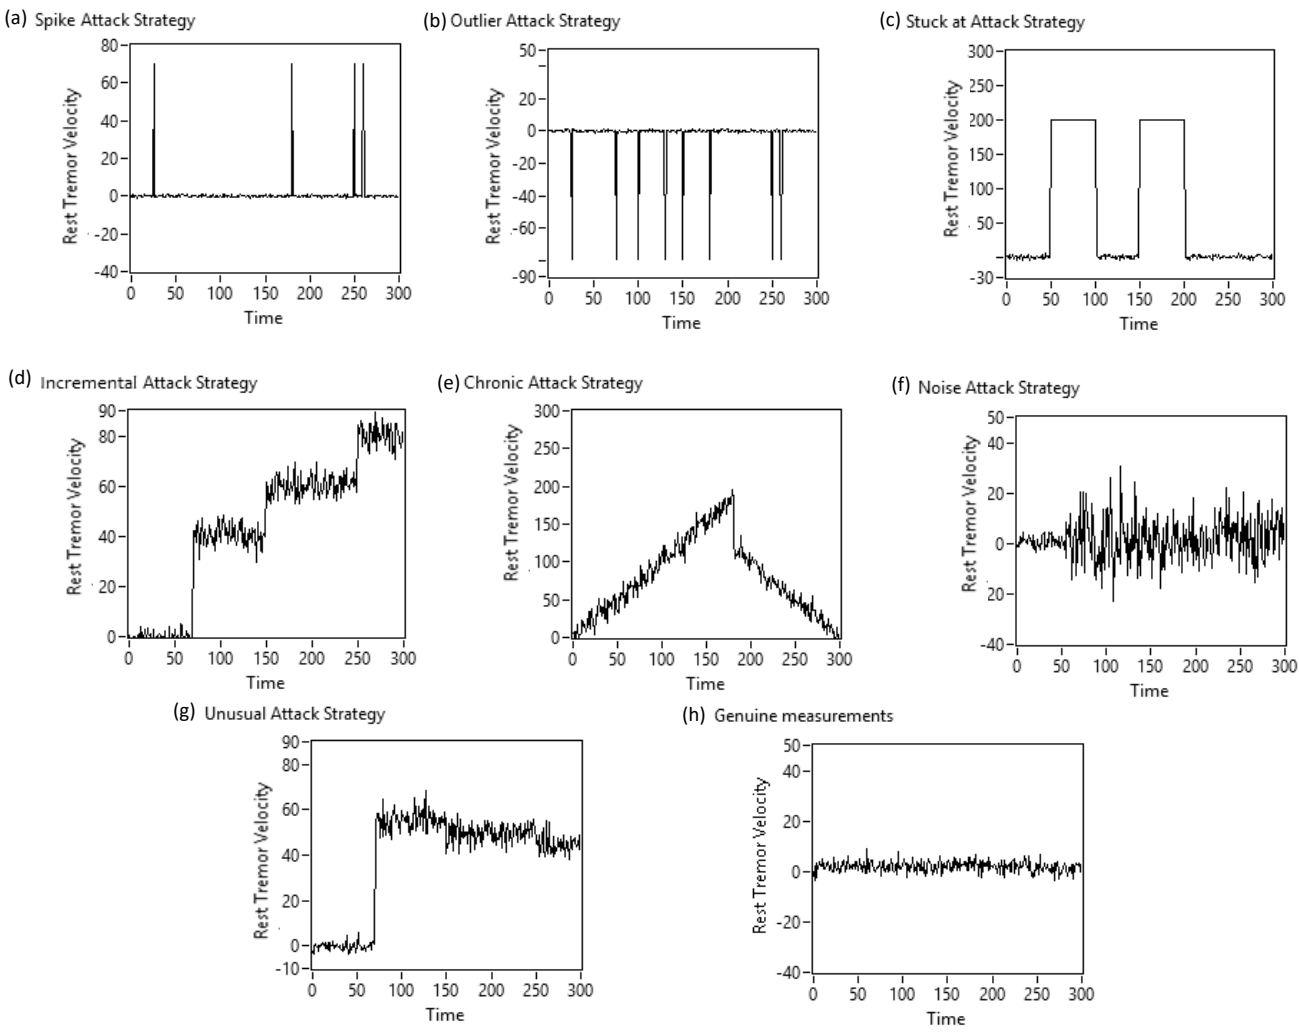 (a) Spike Attack Strategy
80
60
40
20
0
-20
-40
Rest Tremor Velocity
0 50 100 150 200 250 300
Time
(b) Outlier Attack Strategy
50
20
0
-20
-40
-60
-90
Rest Tremor Velocity
0 50 100 150 200 250 300
Time
(c) Stuck at Attack Strategy
300
250
200
150
100
50
-30
Rest Tremor Velocity
0 50 100 150 200 250 300
Time
(d) Incremental Attack Strategy
90
80
60
40
20
0
Rest Tremor Velocity
0 50 100 150 200 250 300
Time
(e) Chronic Attack Strategy
300
250
200
150
100
50
0
Rest Tremor Velocity
0 50 100 150 200 250 300
Time
(f) Noise Attack Strategy
50
40
20
0
-20
-40
Rest Tremor Velocity
0 50 100 150 200 250 300
Time
(g) Unusual Attack Strategy
90
80
60
40
20
0
-10
Rest Tremor Velocity
0 50 100 150 200 250 300
Time
(h) Genuine measurements
50
40
20
0
-20
-40
Rest Tremor Velocity
0 50 100 150 200 250 300
Time